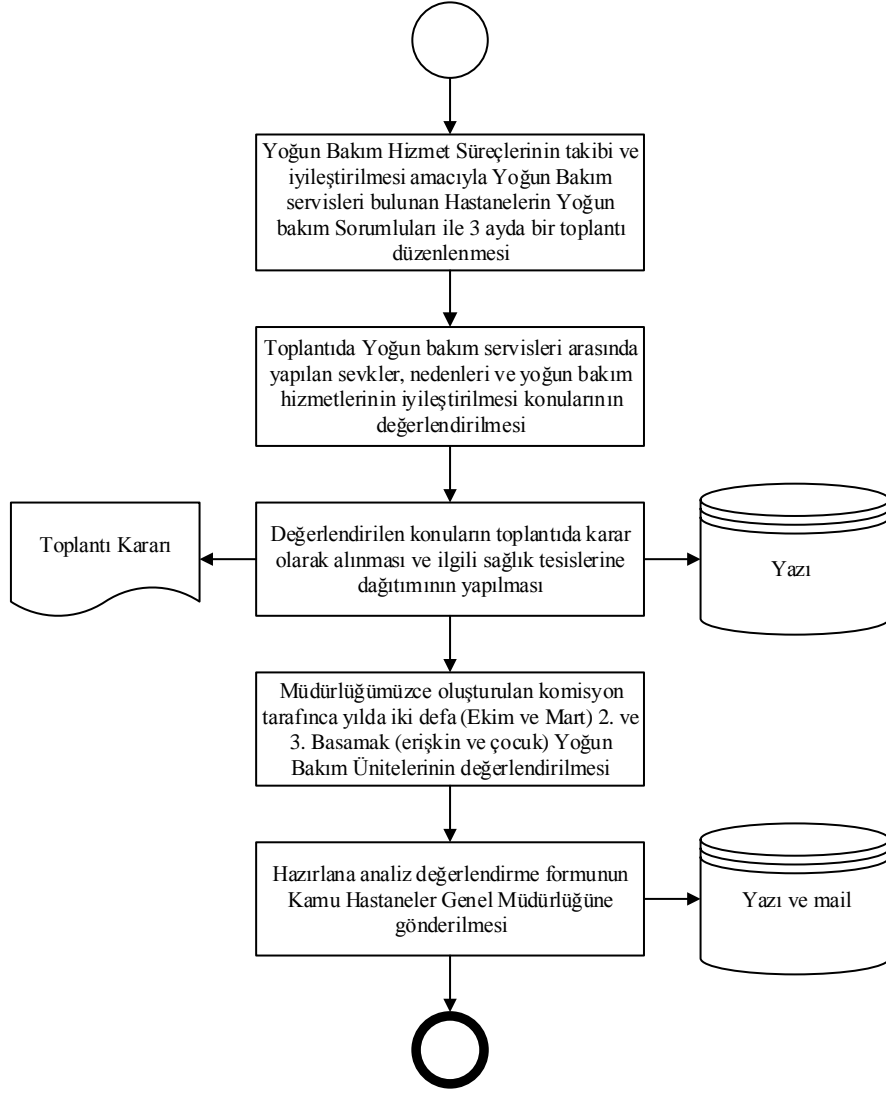 Yoğun Bakım Hizmet Süreçlerinin takibi ve
iyileştirilmesi amacıyla Yoğun Bakım
servisleri bulunan Hastanelerin Yoğun
bakım Sorumluları ile 3 ayda bir toplantı
düzenlenmesi
Toplantıda Yoğun bakım servisleri arasında
yapılan sevkler, nedenleri ve yoğun bakım
hizmetlerinin iyileştirilmesi konularının
değerlendirilmesi
Toplantı Kararı
Değerlendirilen konuların toplantıda karar
olarak alınması ve ilgili sağlık tesislerine
dağıtımının yapılması
Yazı
Müdürlüğümüzce oluşturulan komisyon
tarafınca yılda iki defa (Ekim ve Mart) 2. ve
3. Basamak (erişkin ve çocuk) Yoğun
Bakım Ünitelerinin değerlendirilmesi
Hazırlana analiz değerlendirme formunun
Kamu Hastaneler Genel Müdürlüğüne
gönderilmesi
Yazı ve mail